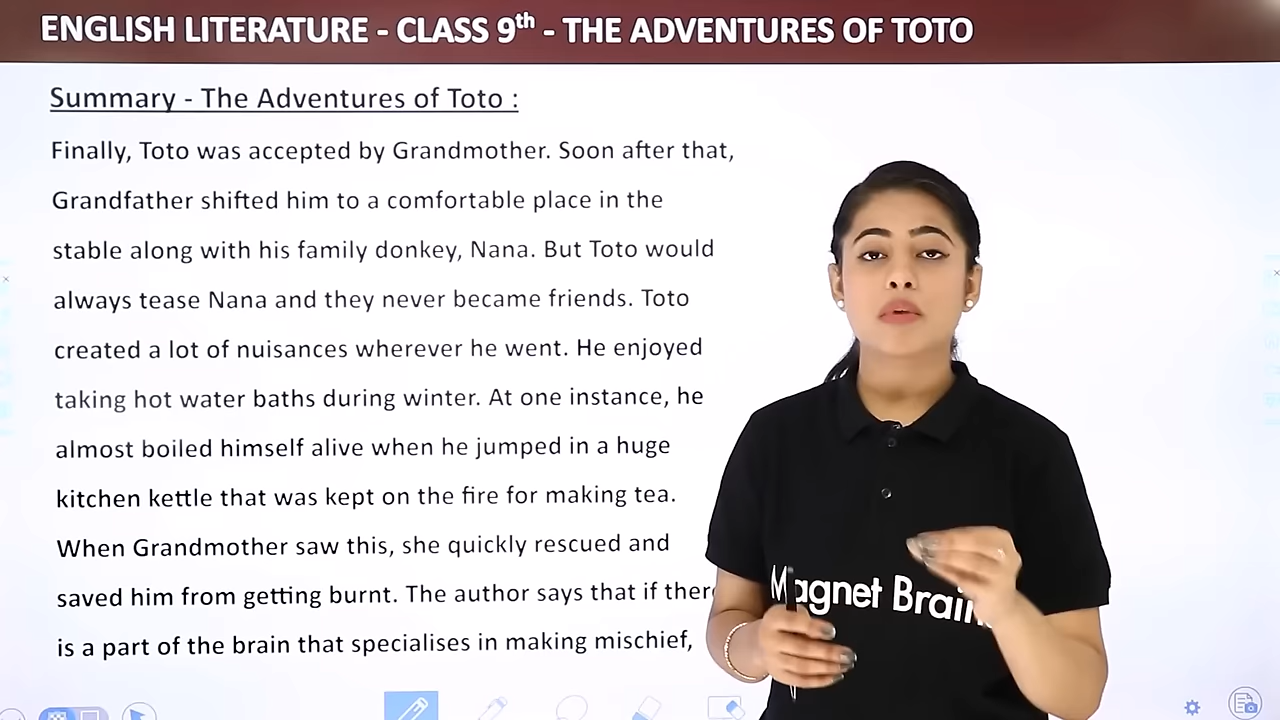 ENGLISH LITERATURE - CLASS 9th - THE ADVENTURES OF TOTO
Summary - The Adventures of Toto :
Finally, Toto was accepted by Grandmother. Soon after that,
Grandfather shifted him to a comfortable place in the
stable along with his family donkey, Nana. But Toto would
always tease Nana and they never became friends. Toto
created a lot of nuisances wherever he went. He enjoyed
taking hot water baths during winter. At one instance, he
almost boiled himself alive when he jumped in a huge
kitchen kettle that was kept on the fire for making tea.
When Grandmother saw this, she quickly rescued and
saved him from getting burnt. The author says that if there
is a part of the brain that specialises in making mischief,
Magnet Brain